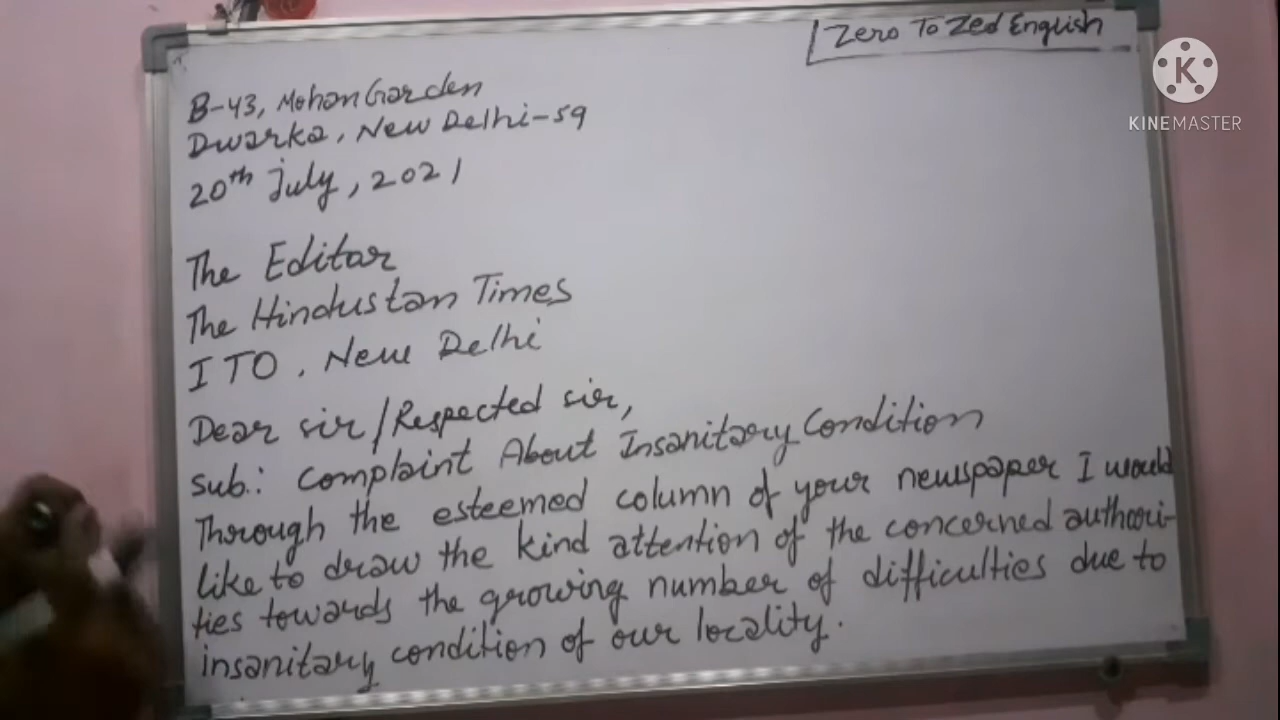 Zero To Zed English
KINEMASTER
B-43, Mohan Garden
Dwarka, New Delhi-59
20th July, 2021
The Editor
The Hindustan Times
ITO, New Delhi
Dear sir/Respected sir,
Sub.: Complaint About Insanitary Condition
Through the esteemed column of your newspaper I would
like to draw the kind attention of the concerned authori-
ties towards the growing number of difficulties due to
insanitary condition of our locality.